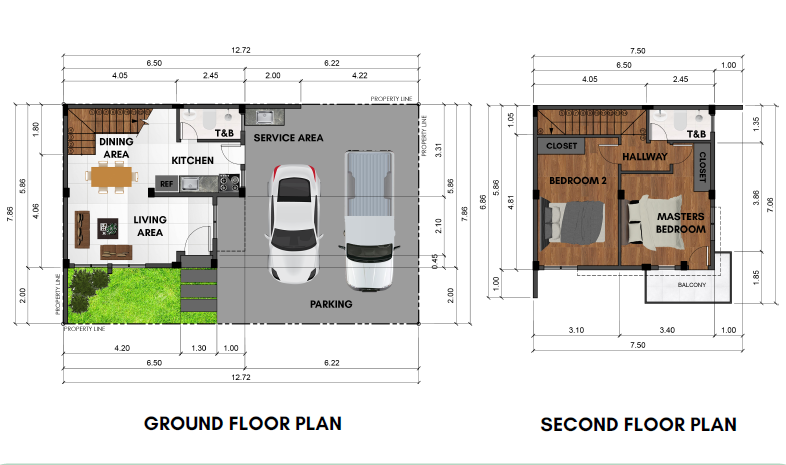 12.72
6.50
6.22
4.05
2.45
2.00
4.22
PROPERTY LINE
PROPERTY LINE
1.80
5.86
4.06
7.86
2.00
3.31
5.86
2.10
0.45
7.86
2.00
DINING
AREA
T&B
KITCHEN
REF
LIVING
AREA
SERVICE AREA
PARKING
PROPERTY LINE
PROPERTY LINE
4.20
1.30
1.00
6.50
6.22
12.72
GROUND FLOOR PLAN
7.50
6.50
1.00
4.05
2.45
1.05
5.86
4.81
6.86
1.00
1.35
3.86
7.06
1.85
CLOSET
T&B
HALLWAY
CLOSET
BEDROOM 2
MASTERS
BEDROOM
BALCONY
3.10
3.40
1.00
7.50
SECOND FLOOR PLAN